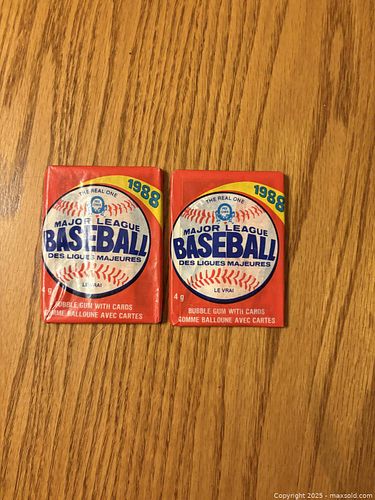 1988
THE REAL ONE
MAJOR LEAGUE
BASEBALL
DES LIGUES MAJEURES
LE VRAI
4 g
BUBBLE GUM WITH CARDS
GOMME BALLOUNE AVEC CARTES
1988
THE REAL ONE
MAJOR LEAGUE
BASEBALL
DES LIGUES MAJEURES
LE VRAI
4 g
BUBBLE GUM WITH CARDS
GOMME BALLOUNE AVEC CARTES
Copyright 2025 - maxsold.com